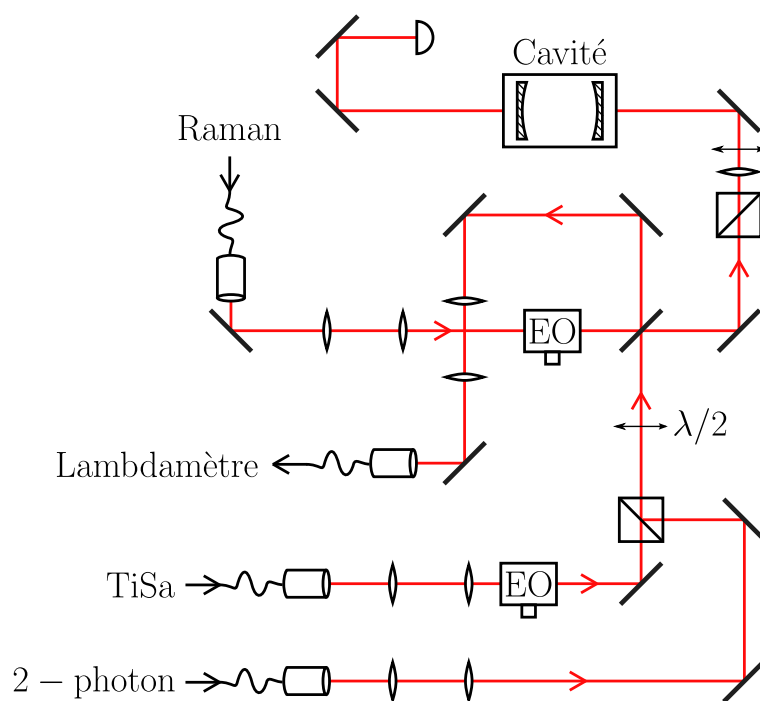 Cavité
Raman
EO
λ/2
Lambdamètre
TiSa
EO
2 − photon